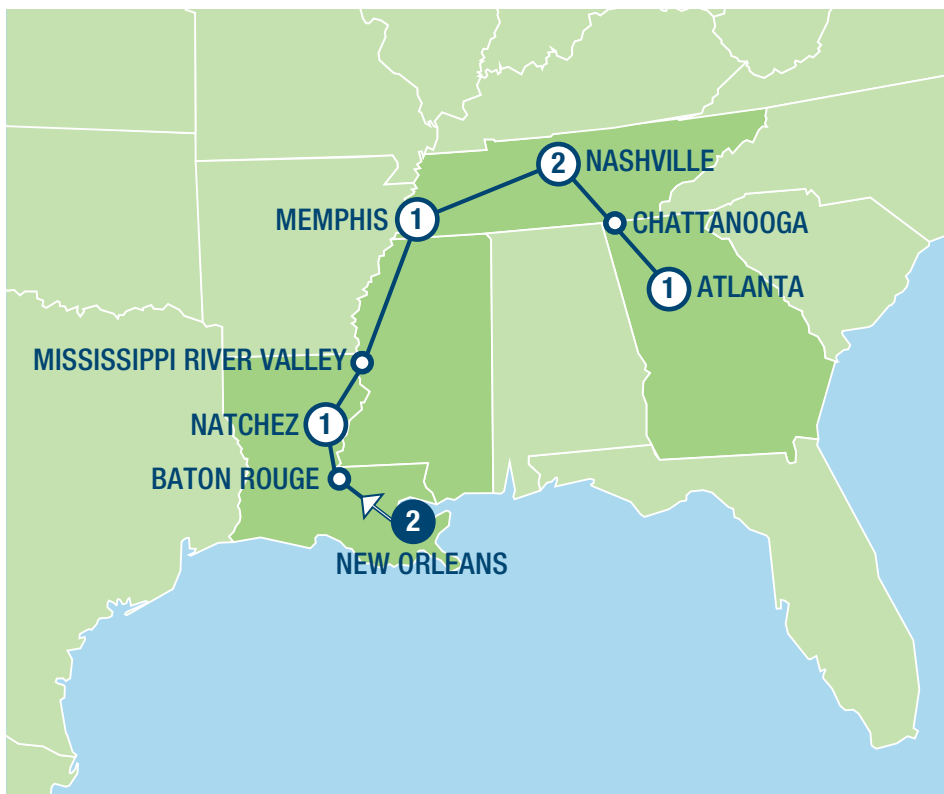 2 NASHVILLE
MEMPHIS 1
CHATTANOOGA
1 ATLANTA
MISSISSIPPI RIVER VALLEY
NATCHEZ 1
BATON ROUGE
2
NEW ORLEANS